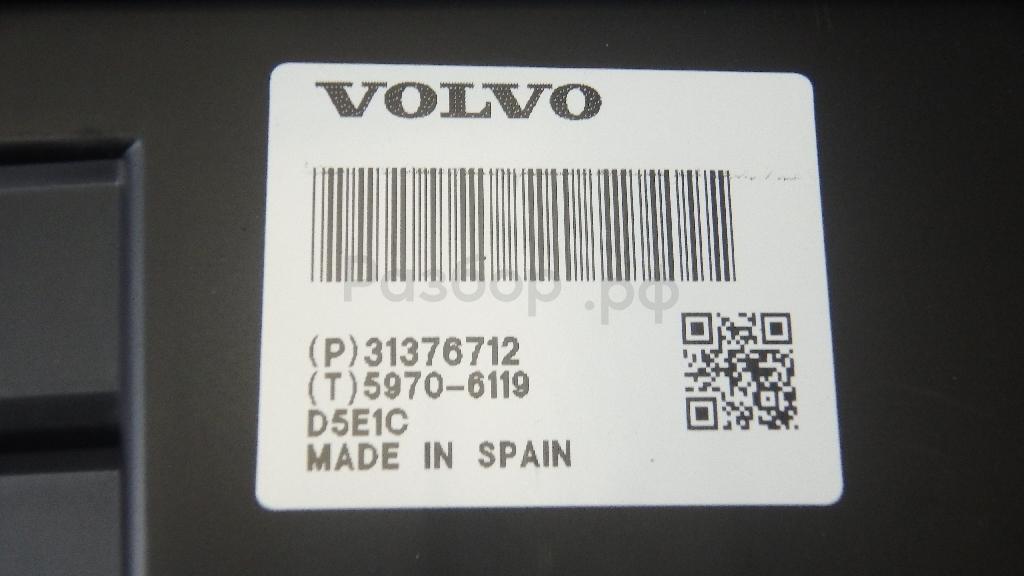 VOLVO
Разбор.рф
(P)31376712
(T)5970-6119
D5E1C
MADE IN SPAIN